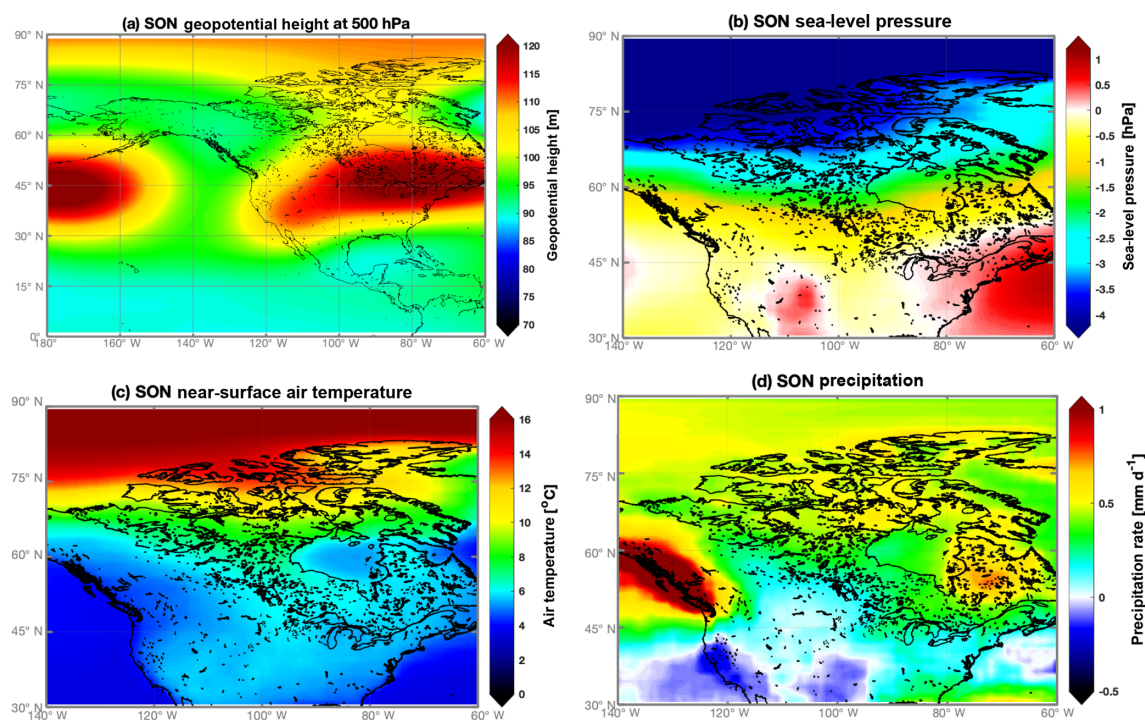 (a) SON geopotential height at 500 hPa
90° N
75° N
60° N
45° N
30° N
15° N
0°
180° W
160° W
140° W
120° W
100° W
80° W
60° W
120
115
110
105
100
95
90
85
80
75
70
Geopotential height [m]
(b) SON sea-level pressure
90° N
75° N
60° N
45° N
30° N
140° W
120° W
100° W
80° W
60° W
1
0.5
0
-0.5
-1
-1.5
-2
-2.5
-3
-3.5
-4
Sea-level pressure [hPa]
(c) SON near-surface air temperature
90° N
75° N
60° N
45° N
30° N
140° W
120° W
100° W
80° W
60° W
16
14
12
10
8
6
4
2
0
Air temperature [°C]
(d) SON precipitation
90° N
75° N
60° N
45° N
30° N
140° W
120° W
100° W
80° W
60° W
1
0.5
0
-0.5
Precipitation rate [mm d⁻¹]